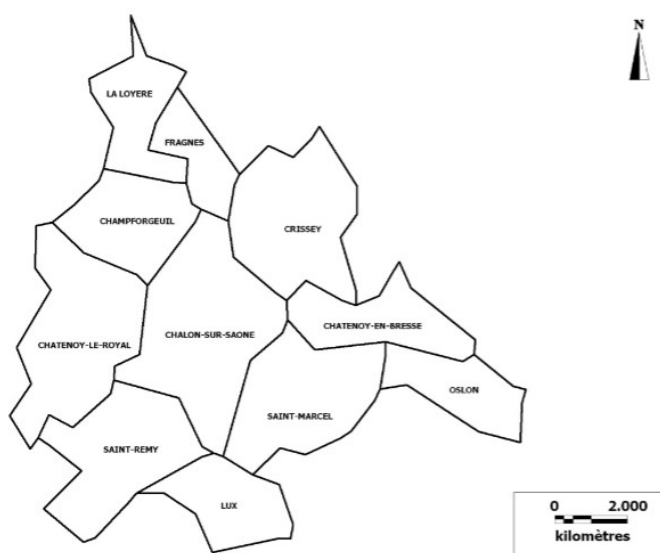 N
LA LOYERE
FRAGNES
CHAMPFORGEUIL
CRISSEY
CHATENOY-LE-ROYAL
CHALON-SUR-SAONE
CHATENOY-EN-BRESSE
OSLON
SAINT-MARCEL
SAINT-REMY
LUX
0 2.000
kilomètres